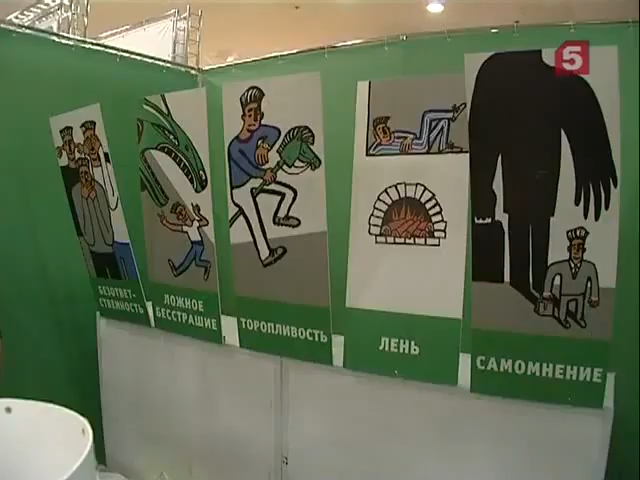 5
БЕЗОТВЕТ-
СТВЕННОСТЬ
ЛОЖНОЕ
БЕССТРАШИЕ
ТОРОПЛИВОСТЬ
ЛЕНЬ
САМОМНЕНИЕ